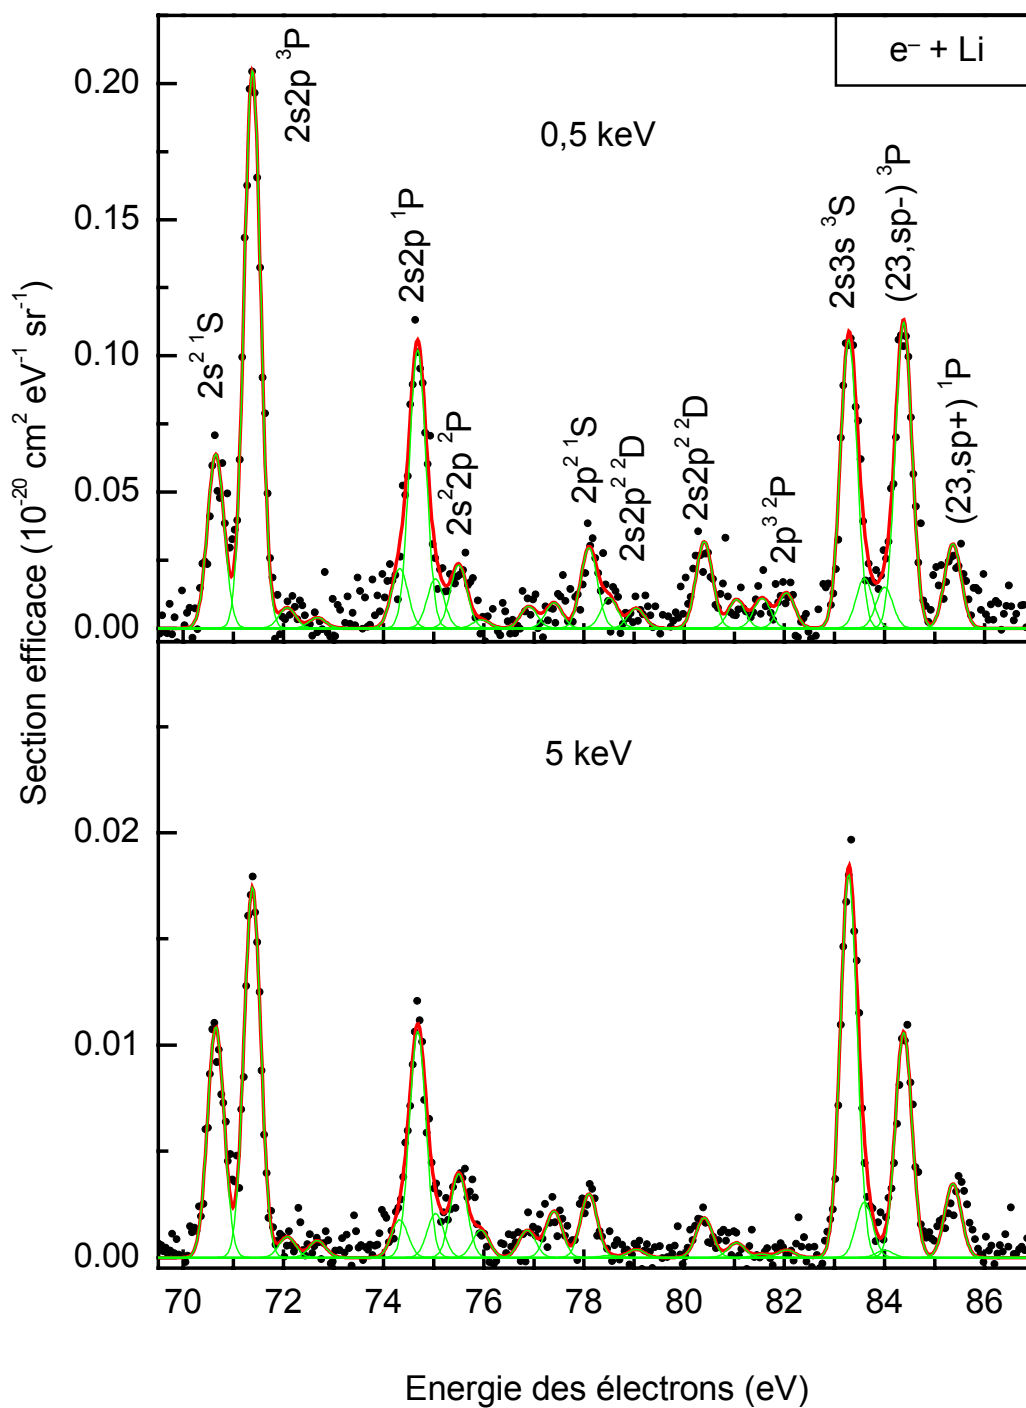 e⁻ + Li
0,5 keV
2s² ¹S
2s2p ³P
2s2p ¹P
2s²2p ²P
2p² ¹S
2s2p² ²D
2s2p² ²D
2p³ ²P
2s3s ³S
(23,sp-) ³P
(23,sp+) ¹P
0.20
0.15
0.10
0.05
0.00
Section efficace (10⁻²⁰ cm² eV⁻¹ sr⁻¹)
5 keV
0.02
0.01
0.00
70 72 74 76 78 80 82 84 86
Energie des électrons (eV)